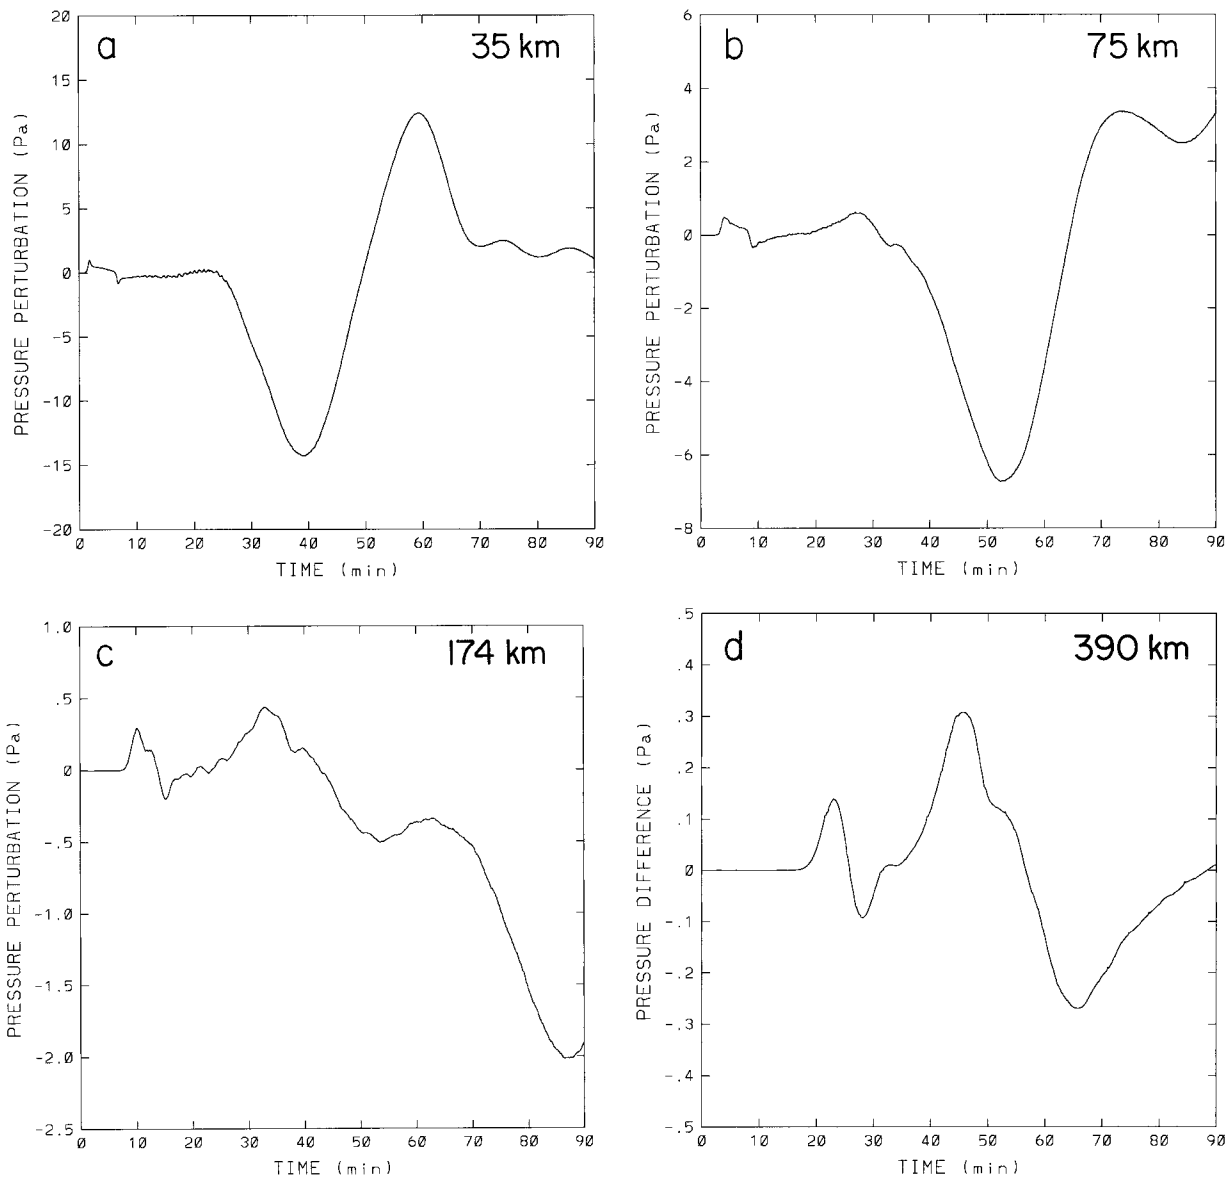 a
35 km
PRESSURE PERTURBATION (Pa)
20
15
10
5
0
-5
-10
-15
-20
0 10 20 30 40 50 60 70 80 90
TIME (min)
b
75 km
PRESSURE PERTURBATION (Pa)
6
4
2
0
-2
-4
-6
-8
0 10 20 30 40 50 60 70 80 90
TIME (min)
c
174 km
PRESSURE PERTURBATION (Pa)
1.0
.5
0
-.5
-1.0
-1.5
-2.0
-2.5
0 10 20 30 40 50 60 70 80 90
TIME (min)
d
390 km
PRESSURE DIFFERENCE (Pa)
.5
.4
.3
.2
.1
0
-.1
-.2
-.3
-.4
-.5
0 10 20 30 40 50 60 70 80 90
TIME (min)